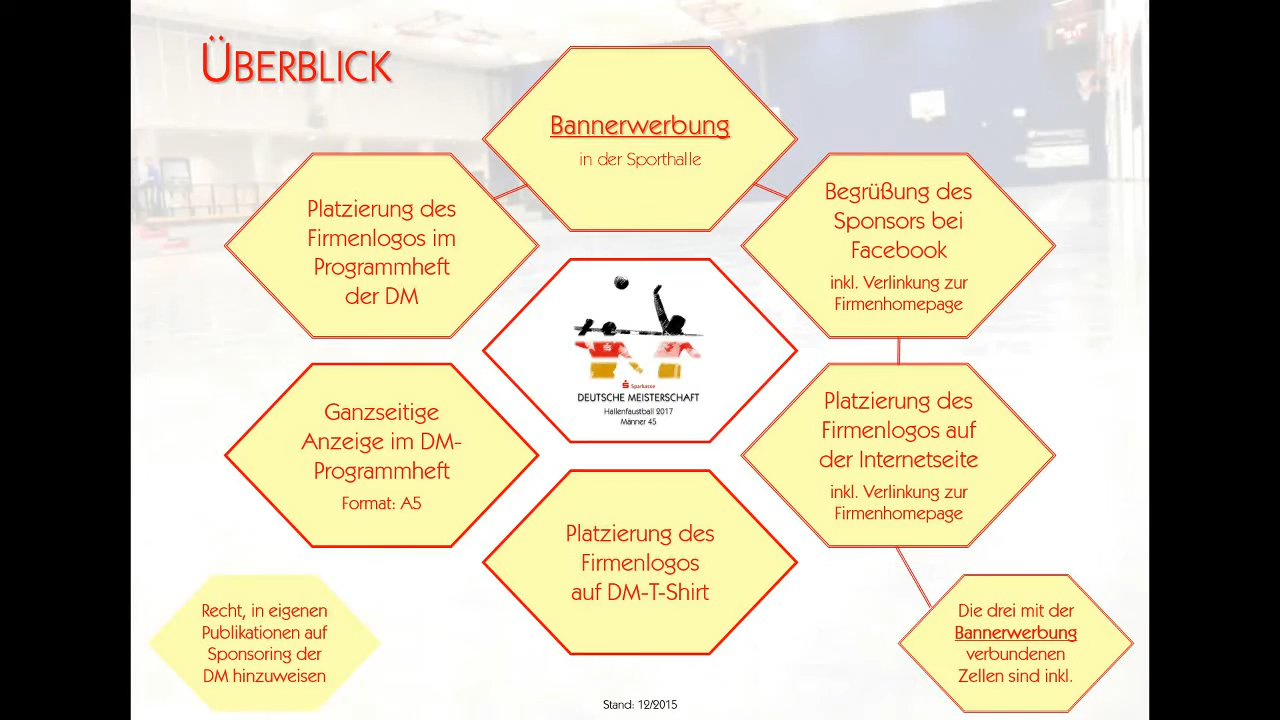 ÜBERBLICK
Bannerwerbung
in der Sporthalle
Platzierung des
Firmenlogos im
Programmheft
der DM
Begrüßung des
Sponsors bei
Facebook
inkl. Verlinkung zur
Firmenhomepage
Sparkasse
DEUTSCHE MEISTERSCHAFT
Hallenfaustball 2017
Männer 45
Ganzseitige
Anzeige im DM-
Programmheft
Format: A5
Platzierung des
Firmenlogos auf
der Internetseite
inkl. Verlinkung zur
Firmenhomepage
Platzierung des
Firmenlogos
auf DM-T-Shirt
Recht, in eigenen
Publikationen auf
Sponsoring der
DM hinzuweisen
Die drei mit der
Bannerwerbung
verbundenen
Zellen sind inkl.
Stand: 12/2015